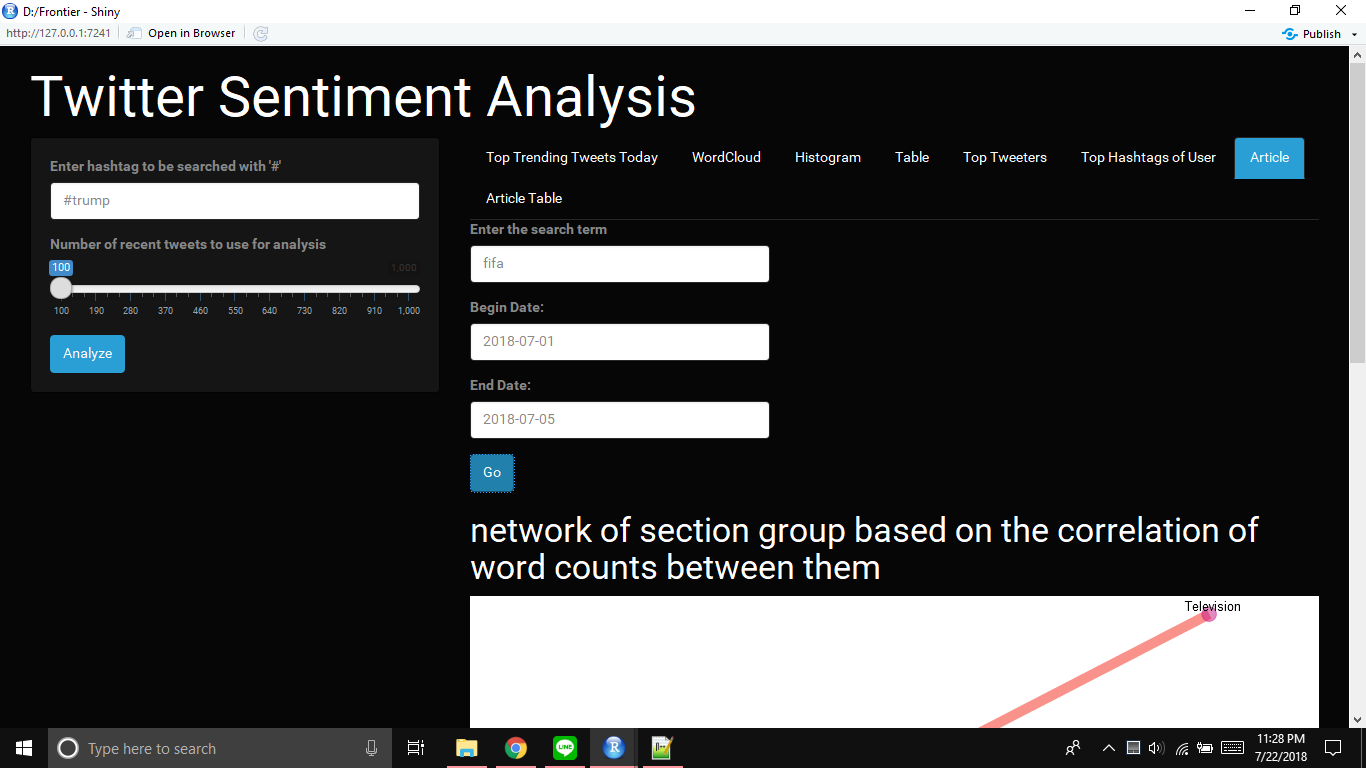 D:/Frontier - Shiny
http://127.0.0.1:7241 Open in Browser Publish
Twitter Sentiment Analysis
Enter hashtag to be searched with '#'
#trump
Number of recent tweets to use for analysis
100 1,000
100 190 280 370 460 550 640 730 820 910 1,000
Analyze
Top Trending Tweets Today WordCloud Histogram Table Top Tweeters Top Hashtags of User Article
Article Table
Enter the search term
fifa
Begin Date:
2018-07-01
End Date:
2018-07-05
Go
network of section group based on the correlation of
word counts between them
Television
Type here to search
LINE
R
11:28 PM
7/22/2018